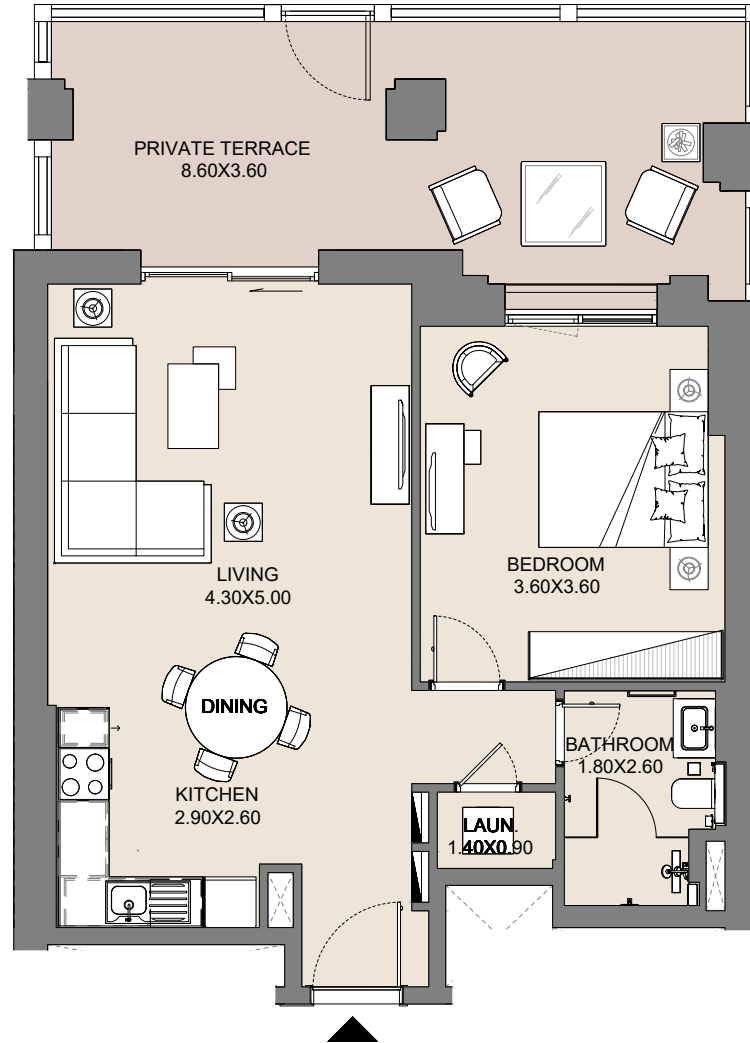 PRIVATE TERRACE
8.60X3.60
LIVING
4.30X5.00
BEDROOM
3.60X3.60
DINING
BATHROOM
1.80X2.60
KITCHEN
2.90X2.60
LAUN.
1.40X0.90